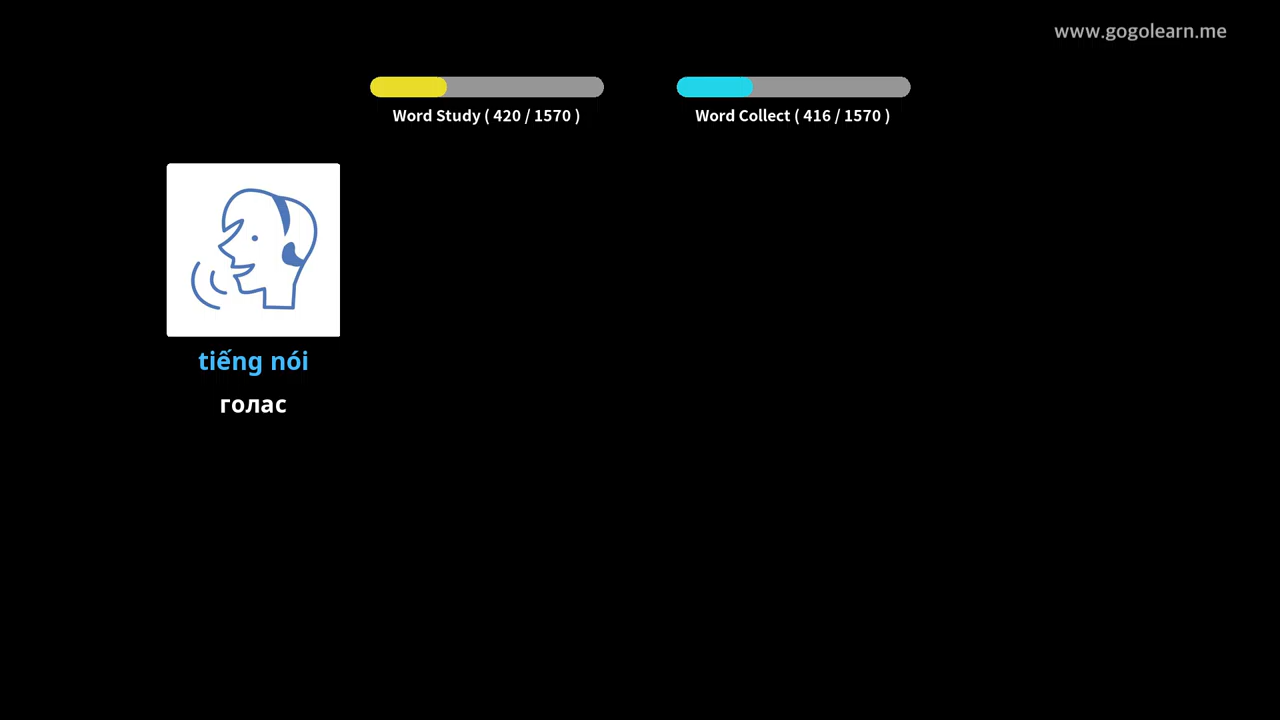 www.gogolearn.me
Word Study ( 420 / 1570 )
Word Collect ( 416 / 1570 )
tiếng nói
голас